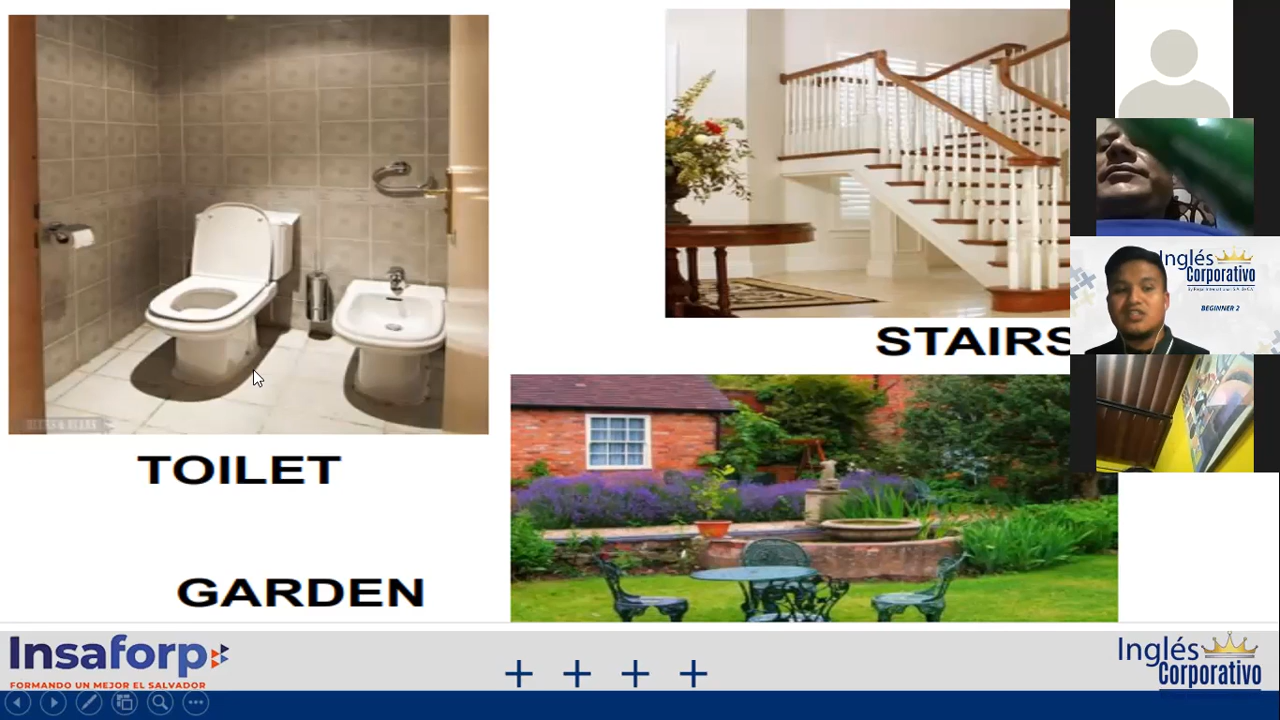 STAIRS
TOILET
GARDEN
Insaforp
FORMANDO UN MEJOR EL SALVADOR
Inglés
Corporativo
Inglés
Corporativo
BEGINNER 2